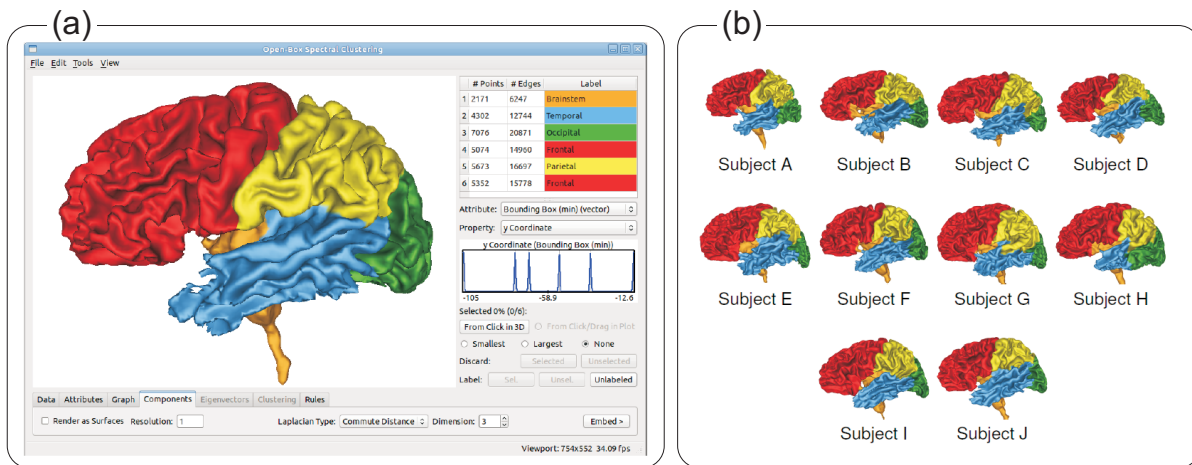 (a)
Open-Box Spectral Clustering
File Edit Tools View
# Points # Edges Label
1 2171 6247 Brainstem
2 4302 12744 Temporal
3 7076 20871 Occipital
4 5074 14960 Frontal
5 5673 16697 Parietal
6 5352 15778 Frontal
Attribute: Bounding Box (min) (vector)
Property: y Coordinate
y Coordinate (Bounding Box (min))
-105 -58.9 -12.6
Selected 0% (0/6):
From Click in 3D From Click/Drag in Plot
Smallest Largest None
Discard: Selected Unselected
Label: Sel. Unsel. Unlabeled
Data Attributes Graph Components Eigenvectors Clustering Rules
Render as Surfaces Resolution: 1 Laplacian Type: Commute Distance Dimension: 3 Embed >
Viewport: 754x552 34.09 fps
(b)
Subject A Subject B Subject C Subject D
Subject E Subject F Subject G Subject H
Subject I Subject J